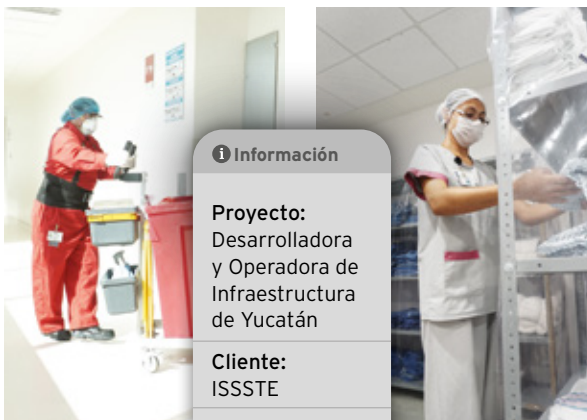 Información
Proyecto:
Desarrolladora
y Operadora de
Infraestructura
de Yucatán
Cliente:
ISSSTE